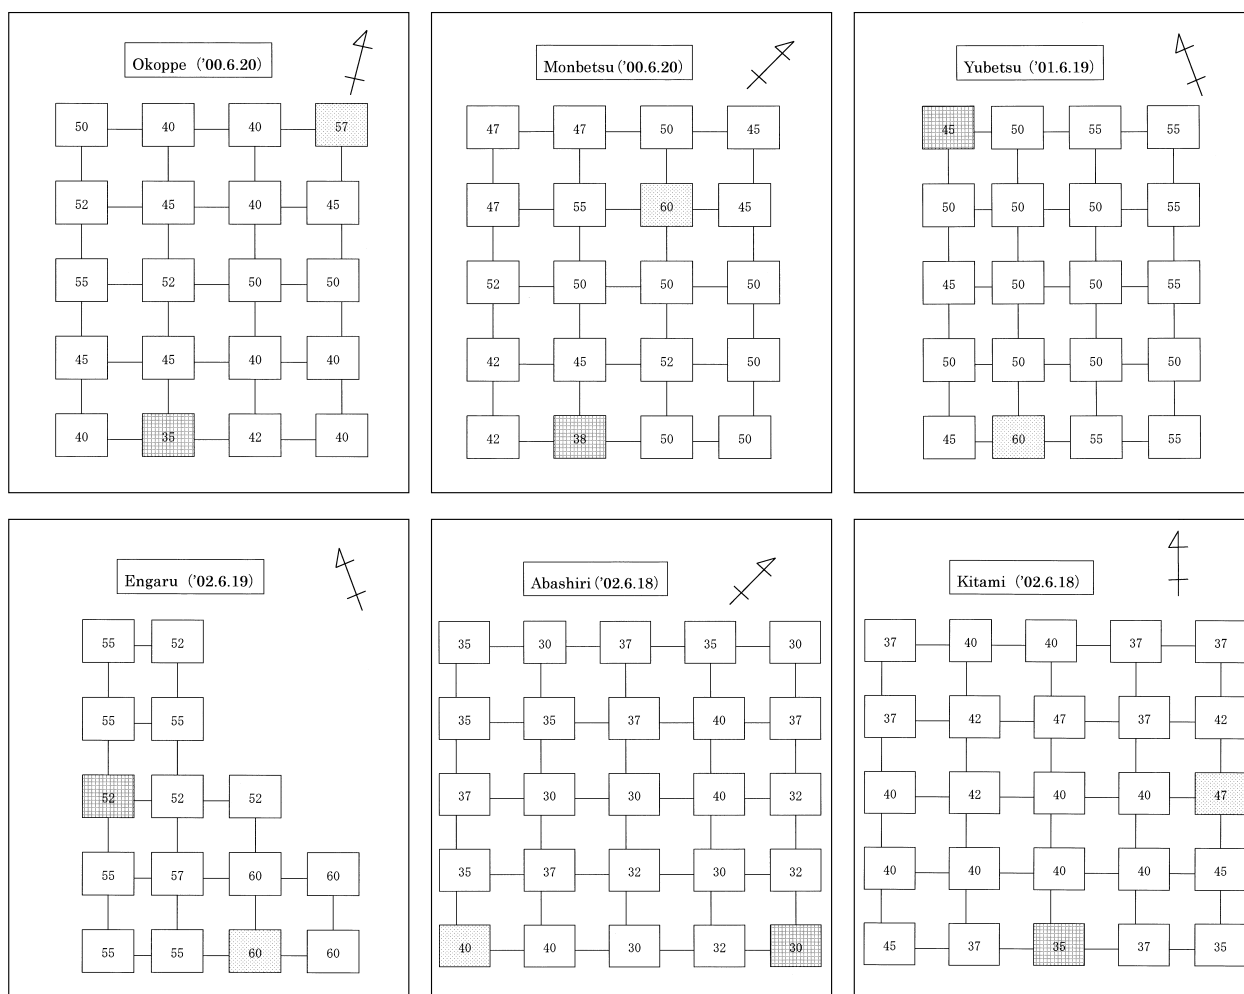 Okoppe ('00.6.20)
50 40 40 57
52 45 40 45
55 52 50 50
45 45 40 40
40 35 42 40
Monbetsu ('00.6.20)
47 47 50 45
47 55 60 45
52 50 50 50
42 45 52 50
42 38 50 50
Yubetsu ('01.6.19)
45 50 55 55
50 50 50 55
45 50 50 55
50 50 50 50
45 60 55 55
Engaru ('02.6.19)
55 52
55 55
52 52 52
55 57 60 60
55 55 60 60
Abashiri ('02.6.18)
35 30 37 35 30
35 35 37 40 37
37 30 30 40 32
35 37 32 30 32
40 40 30 32 30
Kitami ('02.6.18)
37 40 40 37 37
37 42 47 37 42
40 42 40 40 47
40 40 40 40 45
45 37 35 37 35